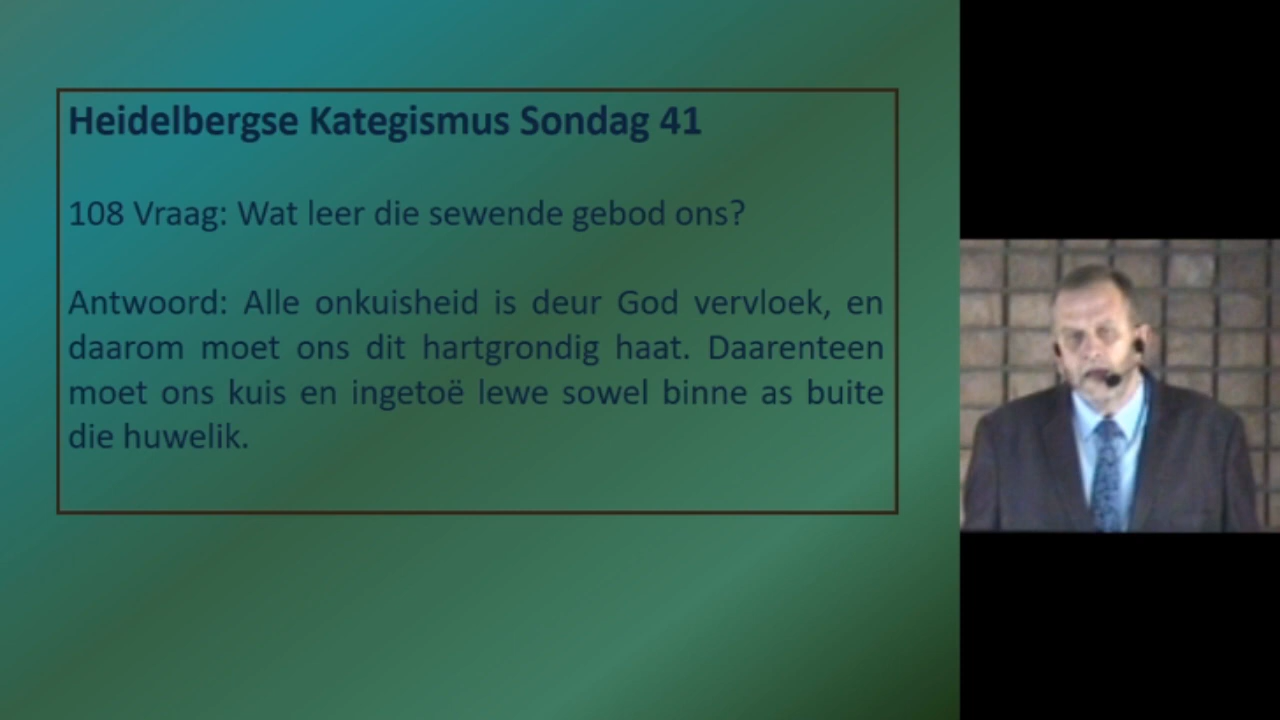 Heidelbergse Kategismus Sondag 41
108 Vraag: Wat leer die sewende gebod ons?
Antwoord: Alle onkuisheid is deur God vervloek, en
daarom moet ons dit hartgrondig haat. Daarenteen
moet ons kuis en ingetoë lewe sowel binne as buite
die huwelik.